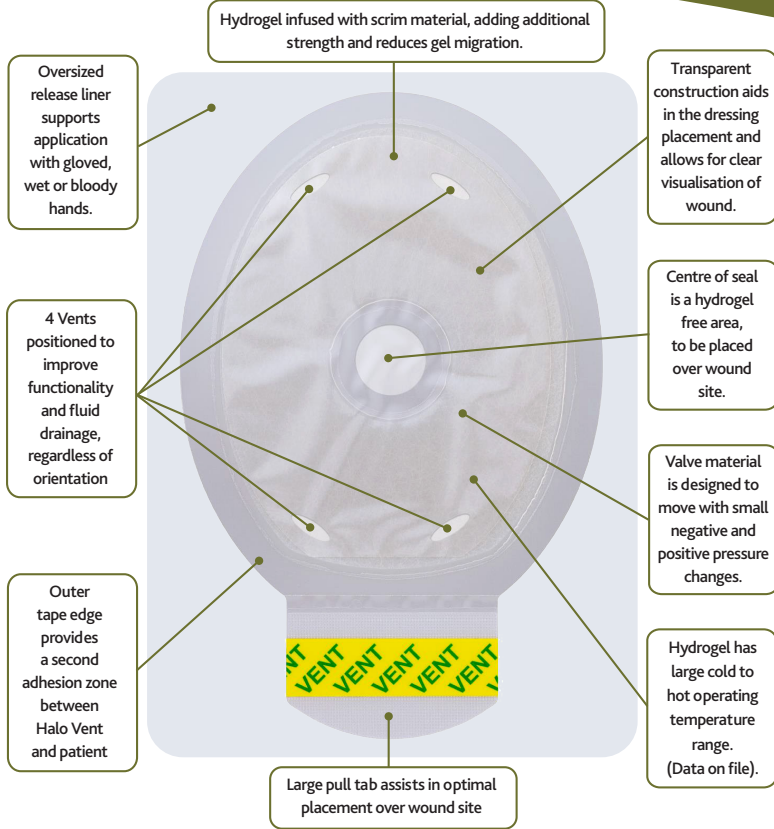 Hydrogel infused with scrim material, adding additional
strength and reduces gel migration.
Oversized
release liner
supports
application
with gloved,
wet or bloody
hands.
Transparent
construction aids
in the dressing
placement and
allows for clear
visualisation of
wound.
4 Vents
positioned to
improve
functionality
and fluid
drainage,
regardless of
orientation
Centre of seal
is a hydrogel
free area,
to be placed
over wound
site.
Valve material
is designed to
move with small
negative and
positive pressure
changes.
Outer
tape edge
provides
a second
adhesion zone
between
Halo Vent
and patient
Hydrogel has
large cold to
hot operating
temperature
range.
(Data on file).
VENT VENT VENT VENT VENT VENT
Large pull tab assists in optimal
placement over wound site